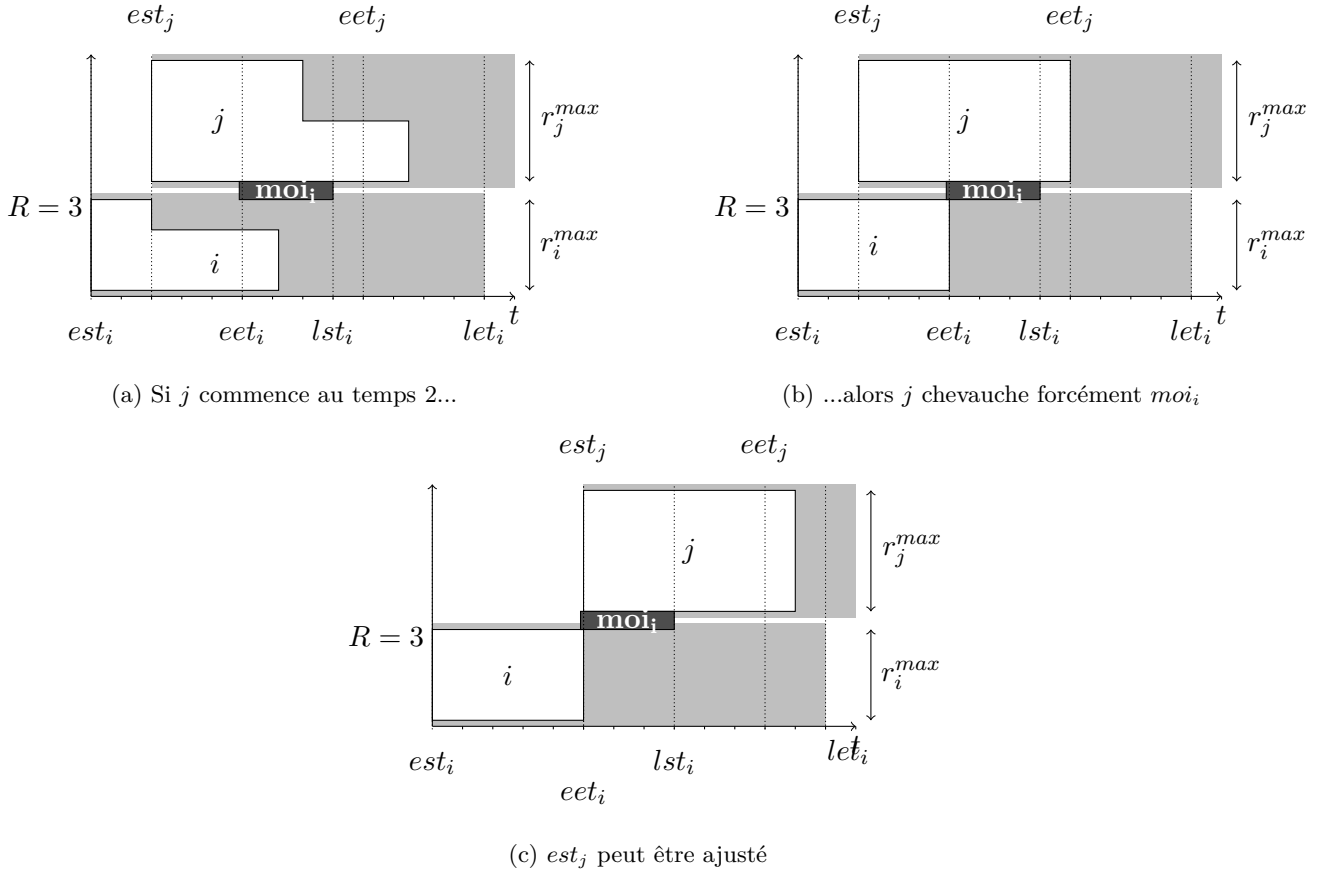 est_j eet_j
j
r_j^{max}
moi_i
R = 3
r_i^{max}
i
t
est_i eet_i lst_i let_i
(a) Si j commence au temps 2...
est_j eet_j
j
r_j^{max}
moi_i
R = 3
r_i^{max}
i
t
est_i eet_i lst_i let_i
(b) ...alors j chevauche forcément moi_i
est_j eet_j
j
r_j^{max}
moi_i
R = 3
r_i^{max}
i
t
est_i lst_i let_i
eet_i
(c) est_j peut être ajusté